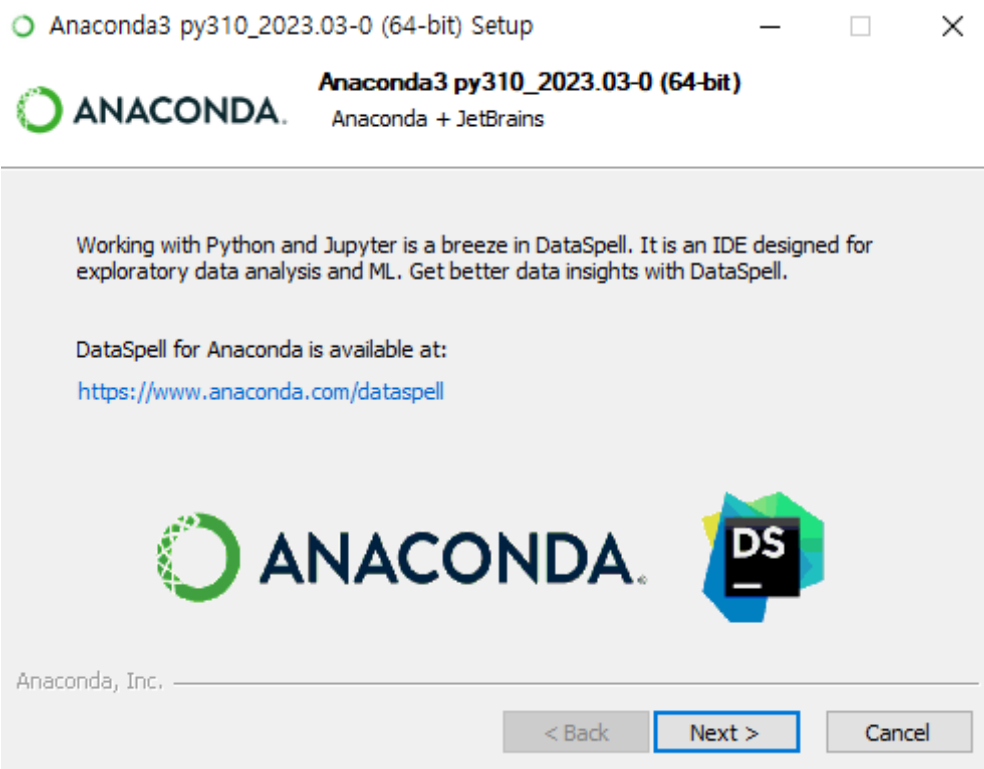 Anaconda3 py310_2023.03-0 (64-bit) Setup
ANACONDA.
Anaconda3 py310_2023.03-0 (64-bit)
Anaconda + JetBrains
Working with Python and Jupyter is a breeze in DataSpell. It is an IDE designed for
exploratory data analysis and ML. Get better data insights with DataSpell.
DataSpell for Anaconda is available at:
https://www.anaconda.com/dataspell
ANACONDA.®
DS
Anaconda, Inc.
< Back
Next >
Cancel